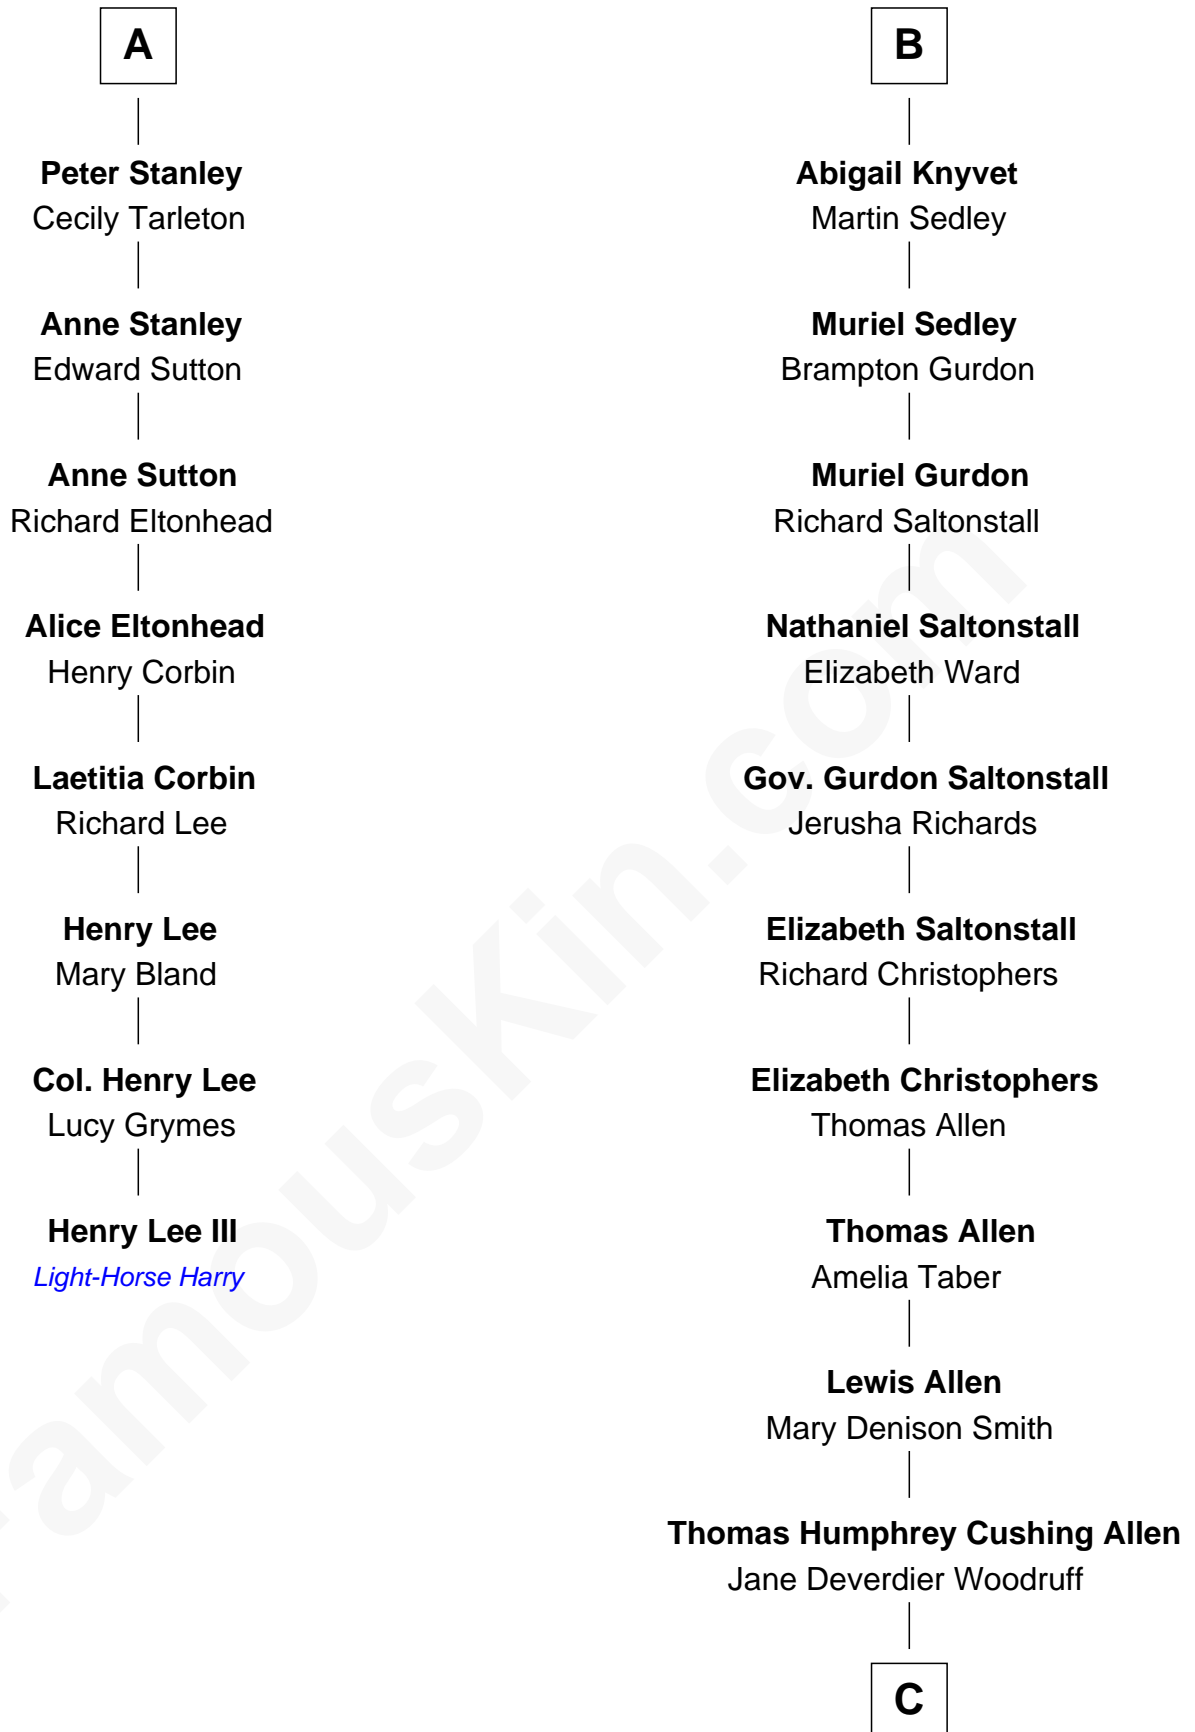 A
Peter Stanley
Cecily Tarleton
Anne Stanley
Edward Sutton
Anne Sutton
Richard Eltonhead
Alice Eltonhead
Henry Corbin
Laetitia Corbin
Richard Lee
Henry Lee
Mary Bland
Col. Henry Lee
Lucy Grymes
Henry Lee III
Light-Horse Harry
B
Abigail Knyvet
Martin Sedley
Muriel Sedley
Brampton Gurdon
Muriel Gurdon
Richard Saltonstall
Nathaniel Saltonstall
Elizabeth Ward
Gov. Gurdon Saltonstall
Jerusha Richards
Elizabeth Saltonstall
Richard Christophers
Elizabeth Christophers
Thomas Allen
Thomas Allen
Amelia Taber
Lewis Allen
Mary Denison Smith
Thomas Humphrey Cushing Allen
Jane Deverdier Woodruff
C
FamousKin.com